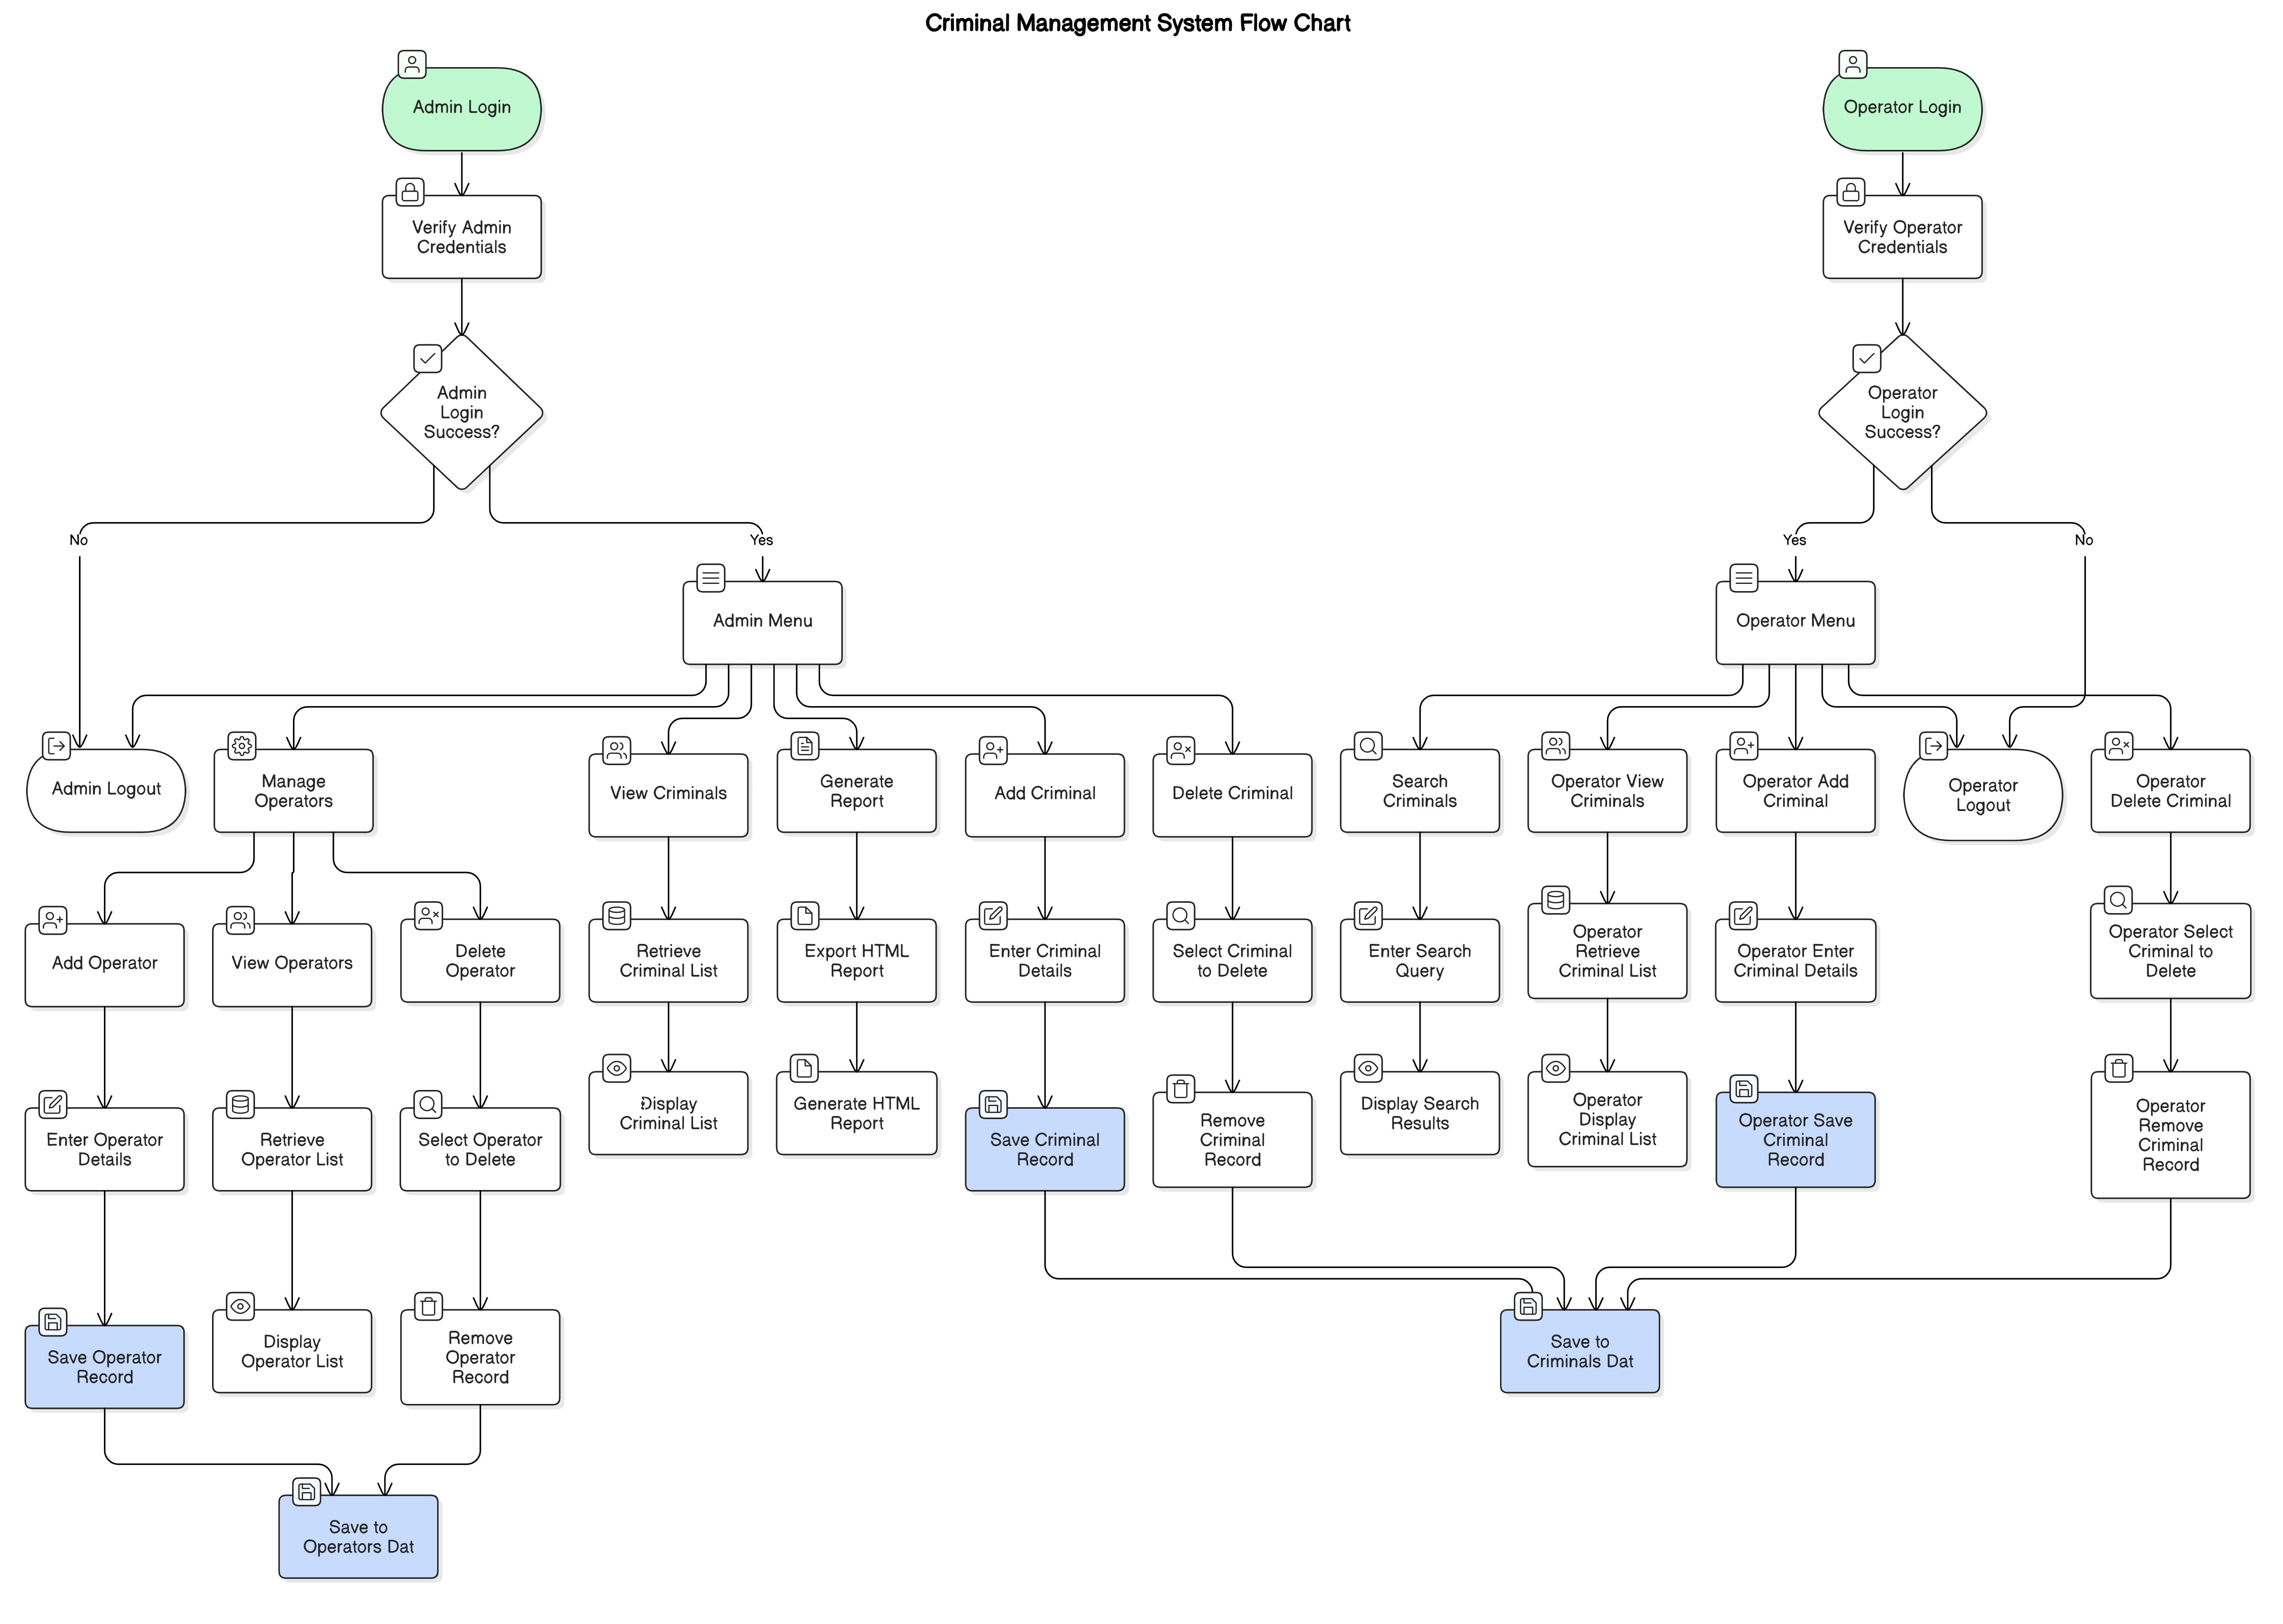 Criminal Management System Flow Chart
Admin Login
Operator Login
Verify Admin
Credentials
Verify Operator
Credentials
Admin
Login
Success?
Operator
Login
Success?
No
Yes
Yes
No
Admin Menu
Operator Menu
Admin Logout
Manage
Operators
View Criminals
Generate
Report
Add Criminal
Delete Criminal
Search
Criminals
Operator View
Criminals
Operator Add
Criminal
Operator
Logout
Operator
Delete Criminal
Add Operator
View Operators
Delete
Operator
Retrieve
Criminal List
Export HTML
Report
Enter Criminal
Details
Select Criminal
to Delete
Enter Search
Query
Operator
Retrieve
Criminal List
Operator Enter
Criminal Details
Operator Select
Criminal to
Delete
Enter Operator
Details
Retrieve
Operator List
Select Operator
to Delete
Display
Criminal List
Generate HTML
Report
Save Criminal
Record
Remove
Criminal
Record
Display Search
Results
Operator
Display
Criminal List
Operator Save
Criminal
Record
Operator
Remove
Criminal
Record
Save Operator
Record
Display
Operator List
Remove
Operator
Record
Save to
Criminals Dat
Save to
Operators Dat